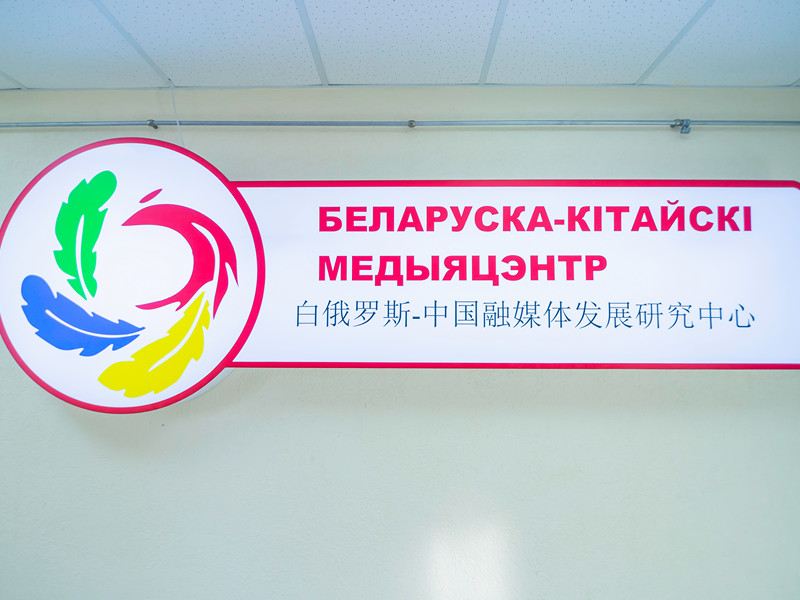 БЕЛАРУСКА-КІТАЙСКІ
МЕДЫЯЦЭНТР
白俄罗斯-中国融媒体发展研究中心